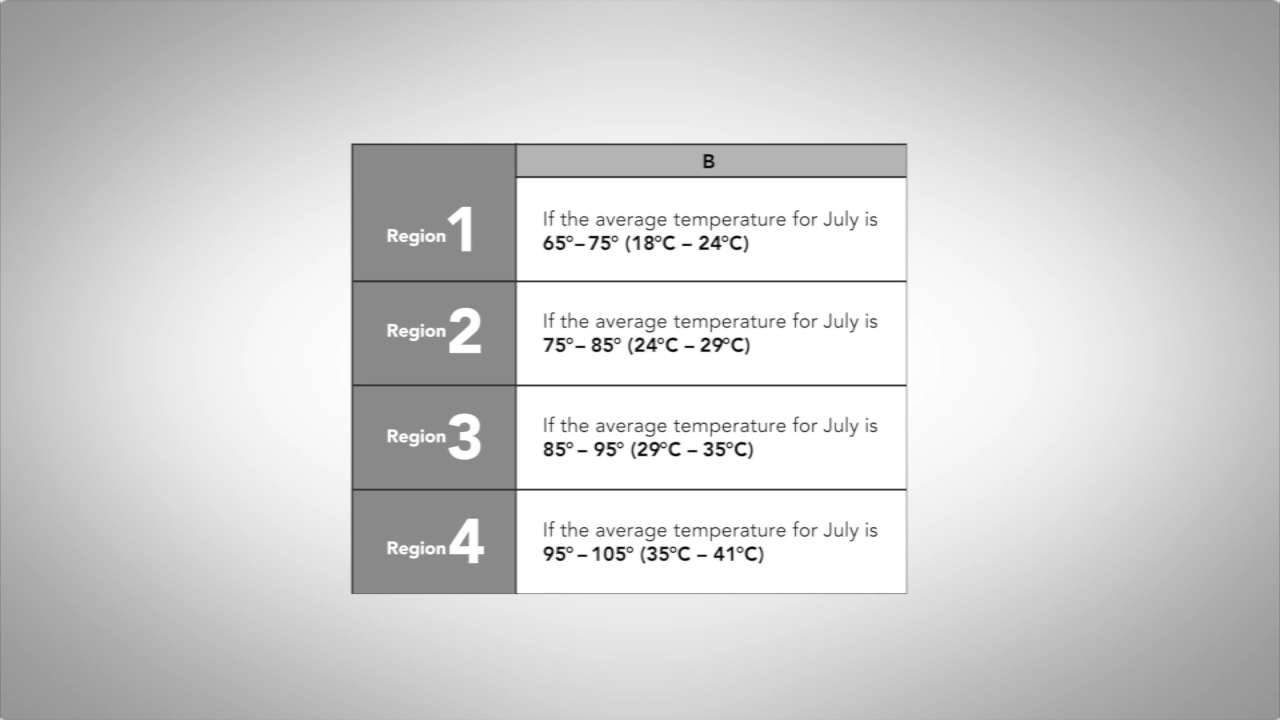 B
Region 1
If the average temperature for July is
65°–75° (18°C – 24°C)
Region 2
If the average temperature for July is
75°– 85° (24°C – 29°C)
Region 3
If the average temperature for July is
85° – 95° (29°C – 35°C)
Region 4
If the average temperature for July is
95° – 105° (35°C – 41°C)